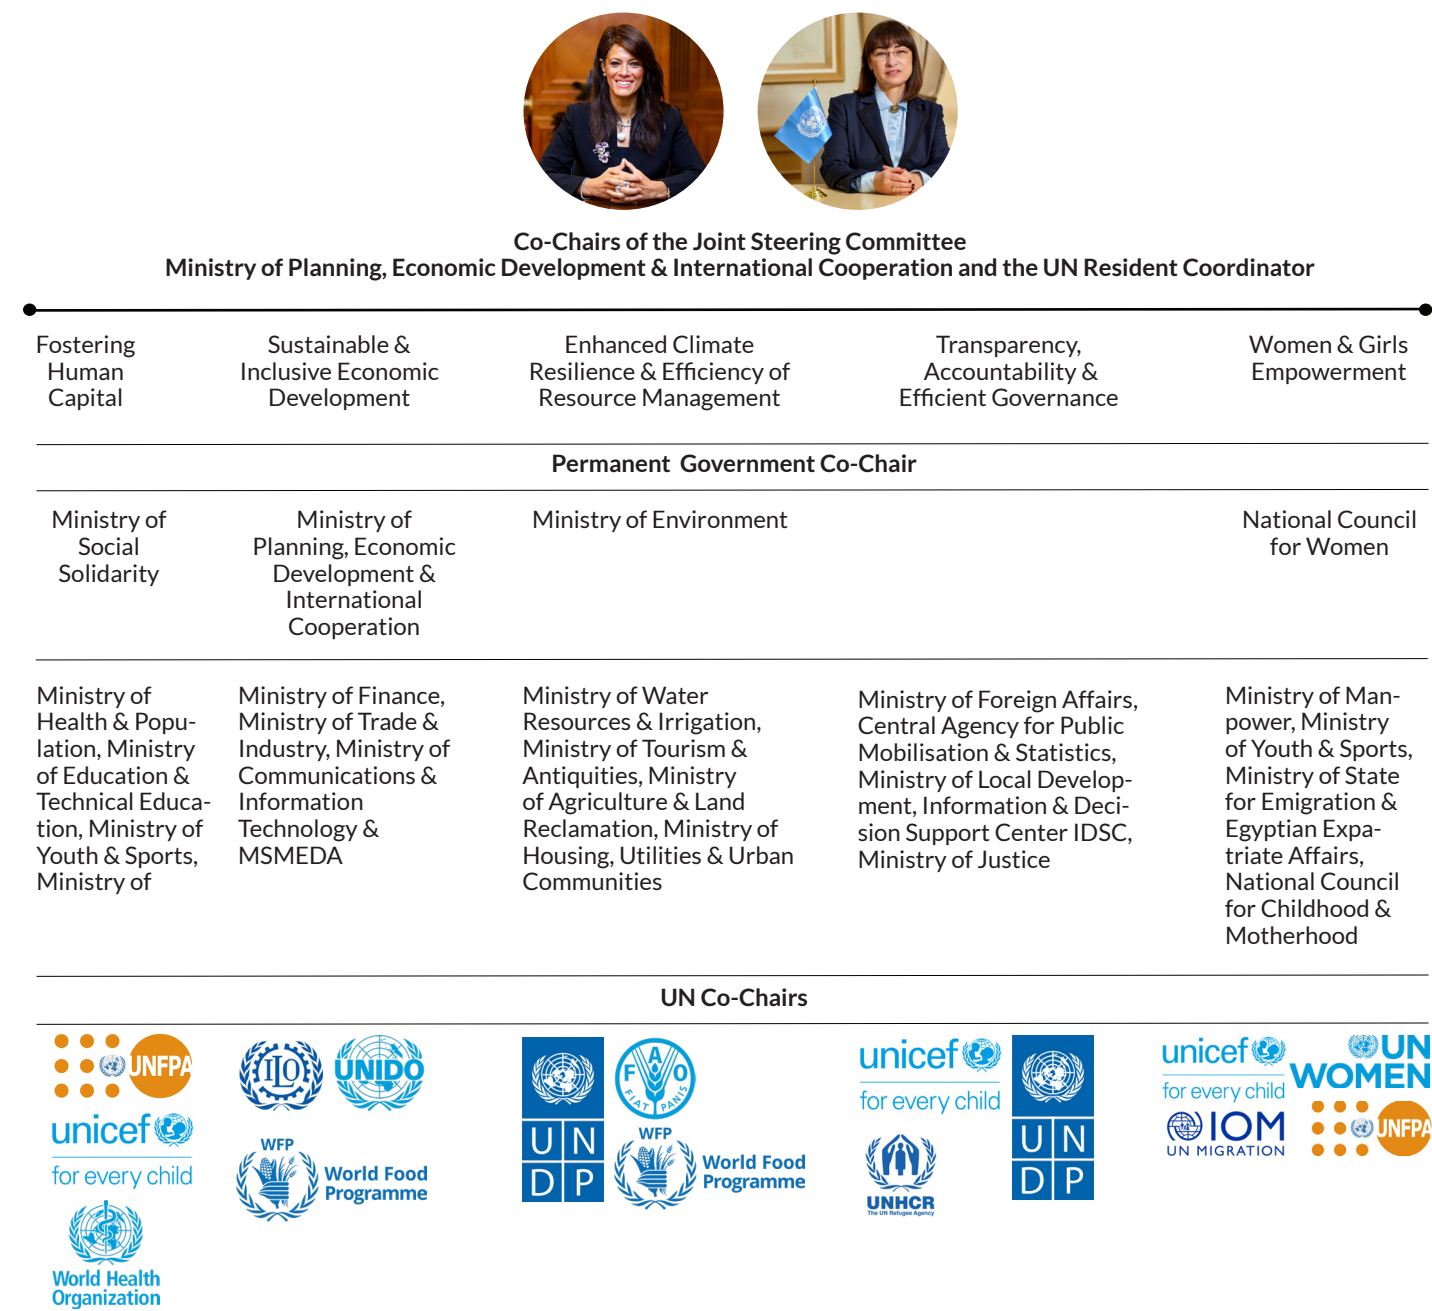 Co-Chairs of the Joint Steering Committee
Ministry of Planning, Economic Development & International Cooperation and the UN Resident Coordinator
Fostering
Human
Capital
Sustainable &
Inclusive Economic
Development
Enhanced Climate
Resilience & Efficiency of
Resource Management
Transparency,
Accountability &
Efficient Governance
Women & Girls
Empowerment
Permanent Government Co-Chair
Ministry of
Social
Solidarity
Ministry of
Planning, Economic
Development &
International
Cooperation
Ministry of Environment
National Council
for Women
Ministry of
Health & Popu-
lation, Ministry
of Education &
Technical Educa-
tion, Ministry of
Youth & Sports,
Ministry of
Ministry of Finance,
Ministry of Trade &
Industry, Ministry of
Communications &
Information
Technology &
MSMEDA
Ministry of Water
Resources & Irrigation,
Ministry of Tourism &
Antiquities, Ministry
of Agriculture & Land
Reclamation, Ministry of
Housing, Utilities & Urban
Communities
Ministry of Foreign Affairs,
Central Agency for Public
Mobilisation & Statistics,
Ministry of Local Develop-
ment, Information & Deci-
sion Support Center IDSC,
Ministry of Justice
Ministry of Man-
power, Ministry
of Youth & Sports,
Ministry of State
for Emigration &
Egyptian Expa-
triate Affairs,
National Council
for Childhood &
Motherhood
UN Co-Chairs
UNFPA
unicef
for every child
World Health
Organization
ILO
UNIDO
WFP
World Food
Programme
UN
DP
FAO
FIAT PANIS
WFP
World Food
Programme
unicef
for every child
UNHCR
The UN Refugee Agency
UN
DP
unicef
for every child
UN
WOMEN
IOM
UN MIGRATION
UNFPA